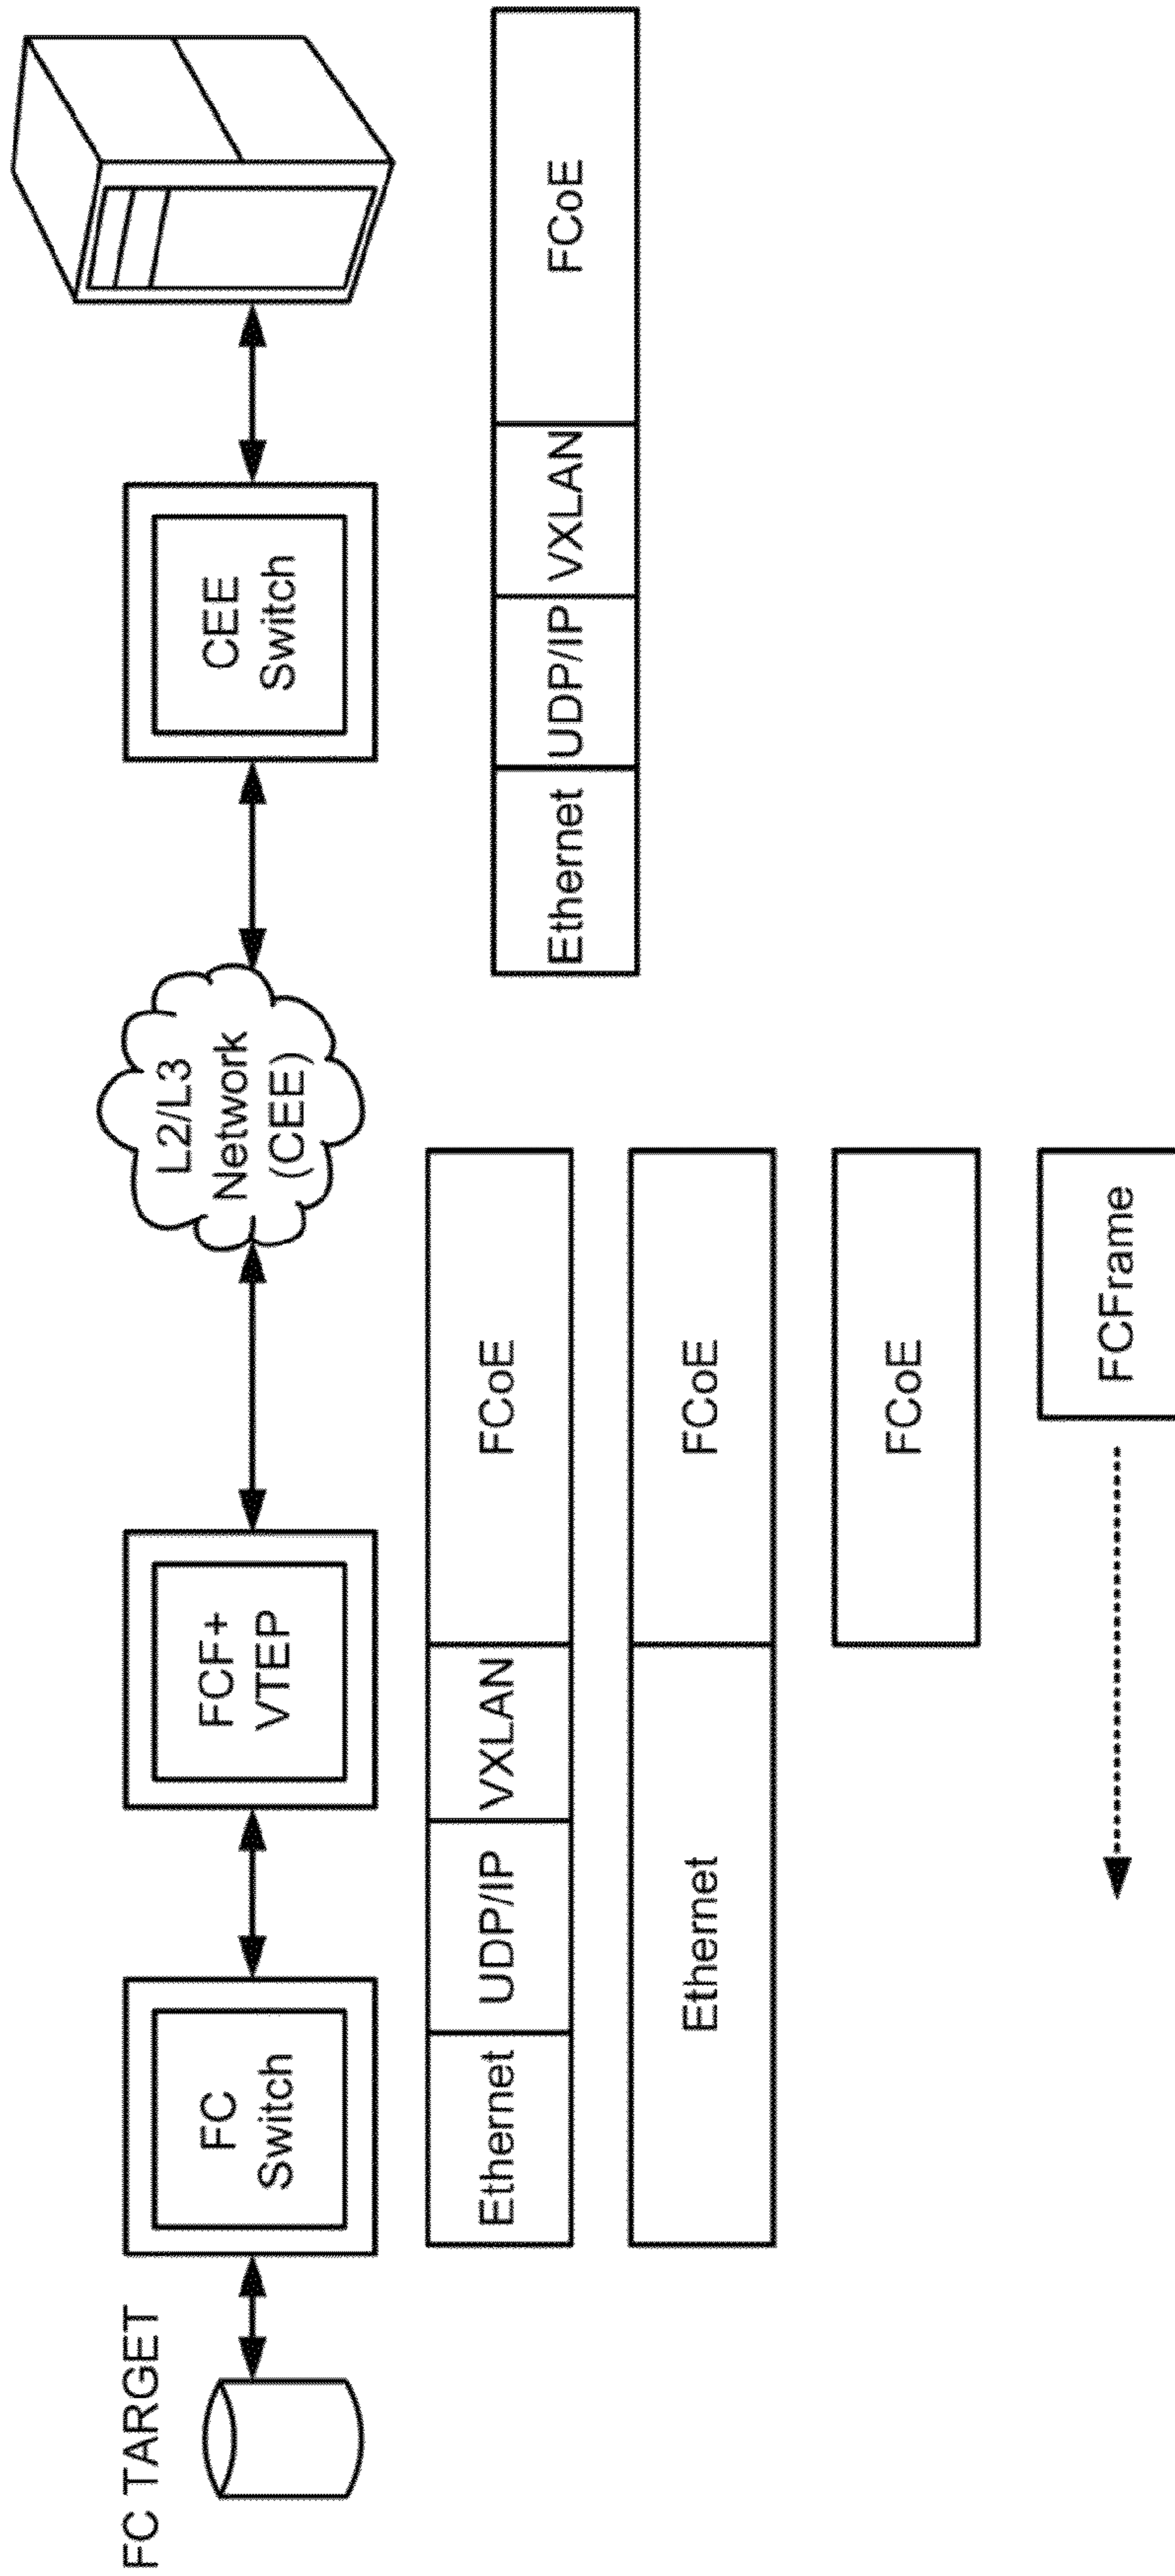 FC TARGET
FC
Switch
FCF+
VTEP
L2/L3
Network
(CEE)
CEE
Switch
Ethernet
UDP/IP
VXLAN
FCoE
Ethernet
UDP/IP
VXLAN
FCoE
Ethernet
FCoE
FCoE
FCFrame